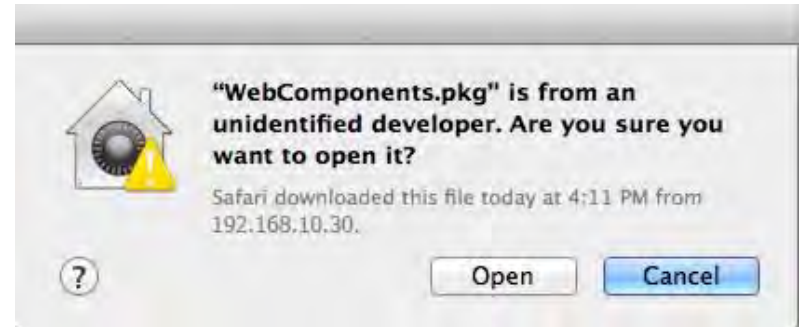 “WebComponents.pkg” is from an
unidentified developer. Are you sure you
want to open it?
Safari downloaded this file today at 4:11 PM from
192.168.10.30.
?
Open
Cancel